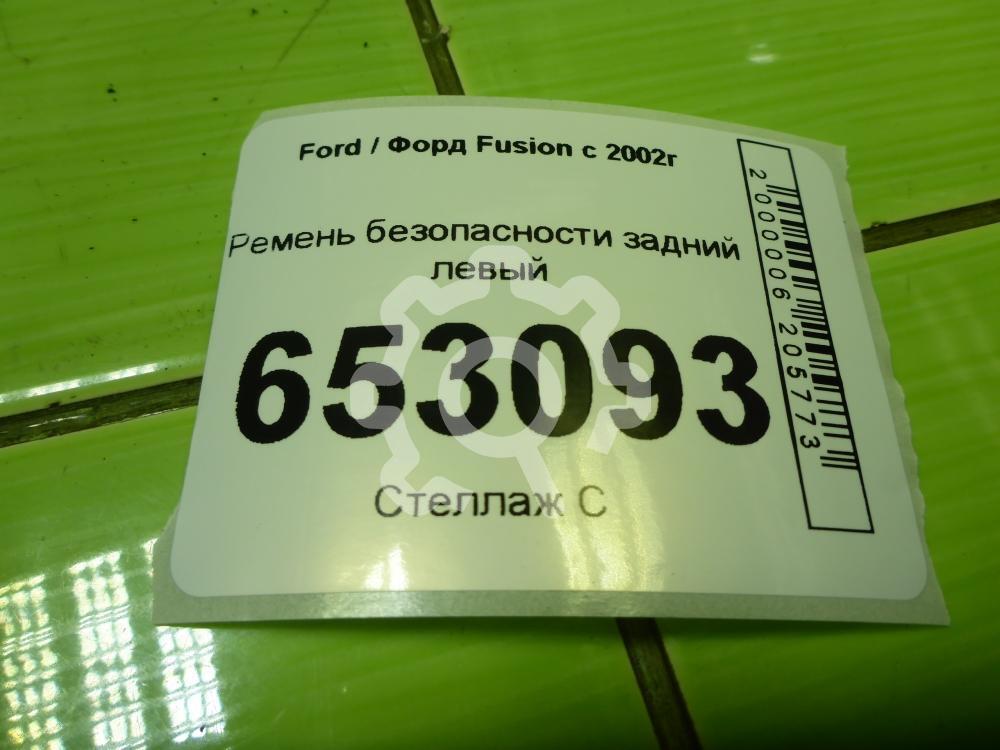 Ford / Форд Fusion с 2002г
Ремень безопасности задний
левый
653093
Стеллаж С
2000006205773